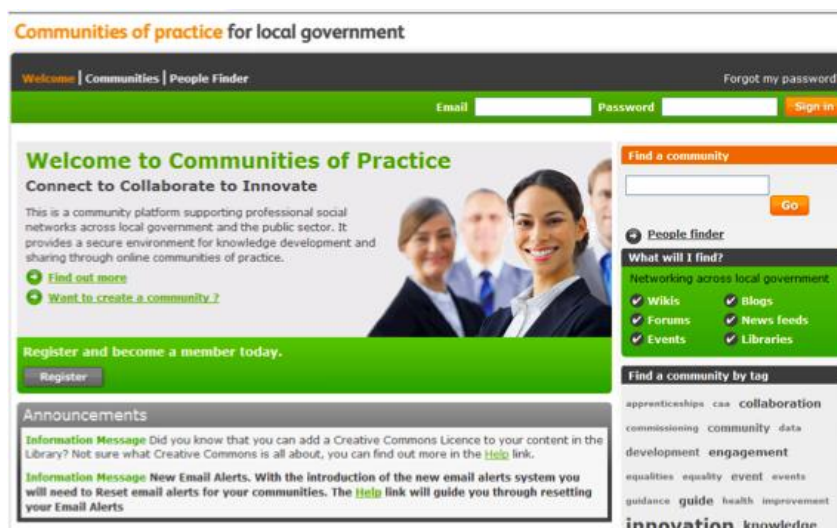 Communities of practice for local government
Welcome | Communities | People Finder
Forgot my password
Email
Password
Sign in
Welcome to Communities of Practice
Connect to Collaborate to Innovate
This is a community platform supporting professional social
networks across local government and the public sector. It
provides a secure environment for knowledge development and
sharing through online communities of practice.
Find out more
Want to create a community ?
Register and become a member today.
Register
Announcements
Information Message Did you know that you can add a Creative Commons Licence to your content in the
Library? Not sure what Creative Commons is all about, you can find out more in the Help link.
Information Message New Email Alerts. With the introduction of the new email alerts system you
will need to Reset email alerts for your communities. The Help link will guide you through resetting
your Email Alerts
Find a community
Go
People finder
What will I find?
Networking across local government
Wikis
Blogs
Forums
News feeds
Events
Libraries
Find a community by tag
apprenticeships caa collaboration
commissioning community data
development engagement
equalities equality event events
guidance guide health improvement
innovation knowledge